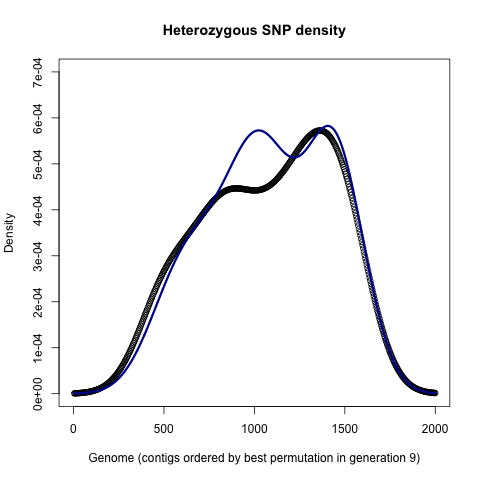 Heterozygous SNP density
Density
7e-04
6e-04
5e-04
4e-04
3e-04
2e-04
1e-04
0e+00
0 500 1000 1500 2000
Genome (contigs ordered by best permutation in generation 9)